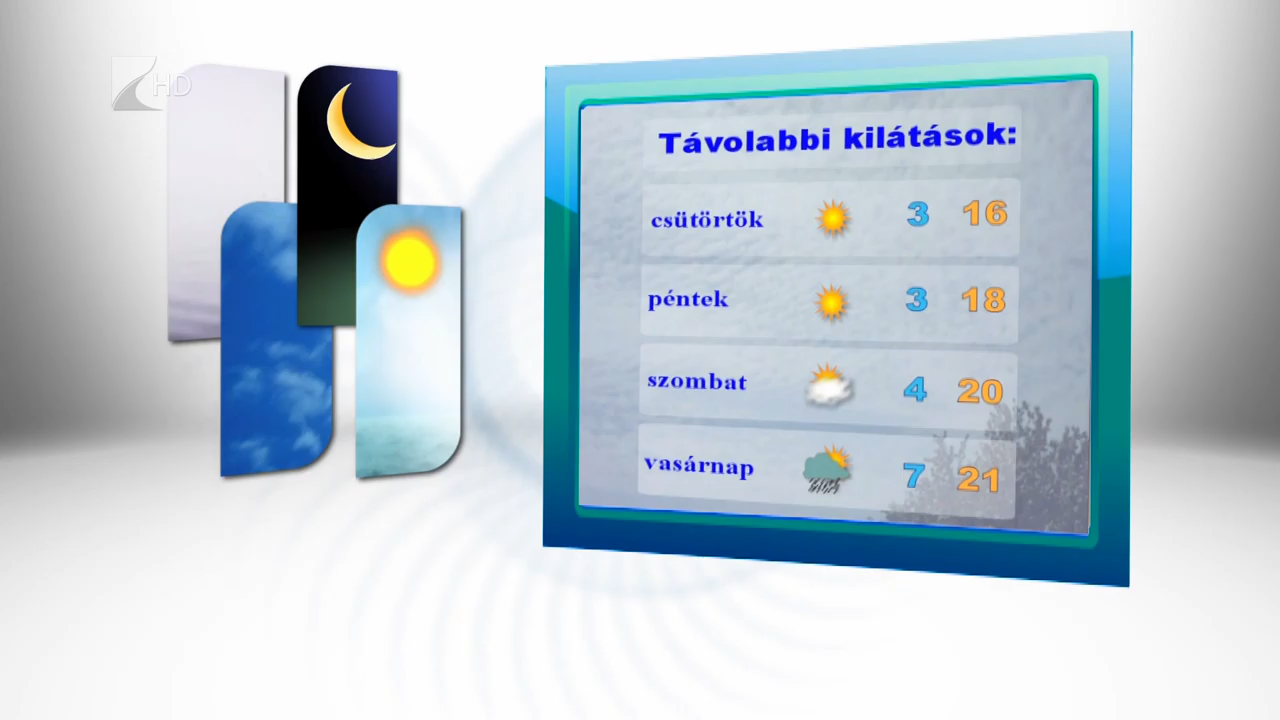 HD
Távolabbi kilátások:
csütörtök 3 16
péntek 3 18
szombat 4 20
vasárnap 7 21